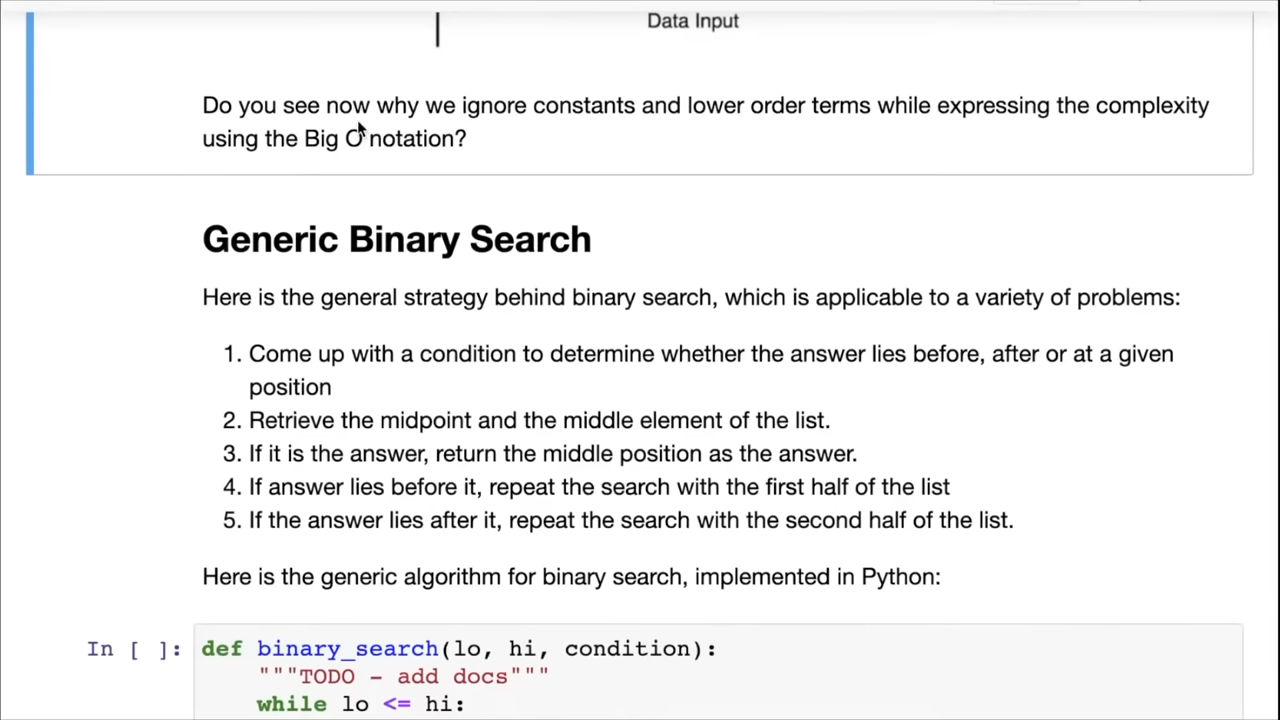 Data Input
Do you see now why we ignore constants and lower order terms while expressing the complexity
using the Big O notation?
Generic Binary Search
Here is the general strategy behind binary search, which is applicable to a variety of problems:
1. Come up with a condition to determine whether the answer lies before, after or at a given
position
2. Retrieve the midpoint and the middle element of the list.
3. If it is the answer, return the middle position as the answer.
4. If answer lies before it, repeat the search with the first half of the list
5. If the answer lies after it, repeat the search with the second half of the list.
Here is the generic algorithm for binary search, implemented in Python:
In [ ]: def binary_search(lo, hi, condition):
"""TODO - add docs"""
while lo <= hi: